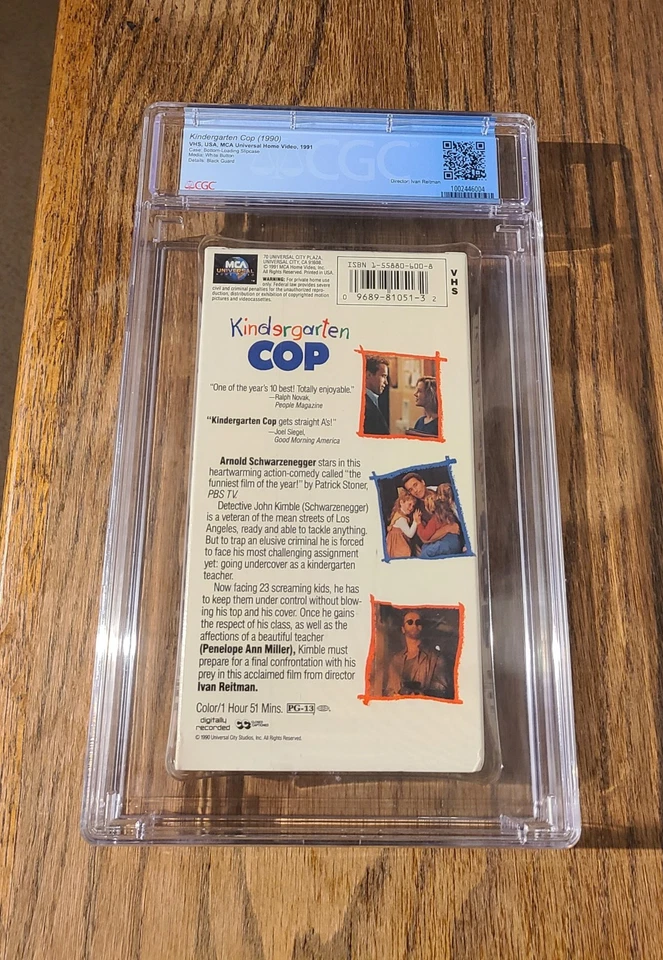 Kindergarten Cop (1990)
VHS, USA, MCA Universal Home Video, 1991
Case: Bottom-Loading Slipcase
Media: White Button
Details: Black Guard
CGC
CGC
Director: Ivan Reitman
1002446004
MCA
UNIVERSAL
70 UNIVERSAL CITY PLAZA,
UNIVERSAL CITY, CA 91608.
© 1991 MCA Home Video, Inc.
All Rights Reserved. Printed in USA.
WARNING: For private home use
only. Federal law provides severe
civil and criminal penalties for the unauthorized repro-
duction, distribution or exhibition of copyrighted motion
pictures and videocassettes.
ISBN 1-55880-600-8
0 9689-81051-3 2
VHS
Kindergarten
COP
"One of the year's 10 best! Totally enjoyable."
—Ralph Novak,
People Magazine
"Kindergarten Cop gets straight A's!"
—Joel Siegel,
Good Morning America
Arnold Schwarzenegger stars in this
heartwarming action-comedy called "the
funniest film of the year!" by Patrick Stoner,
PBS TV.
Detective John Kimble (Schwarzenegger)
is a veteran of the mean streets of Los
Angeles, ready and able to tackle anything.
But to trap an elusive criminal he is forced
to face his most challenging assignment
yet: going undercover as a kindergarten
teacher.
Now facing 23 screaming kids, he has
to keep them under control without blow-
ing his top and his cover. Once he gains
the respect of his class, as well as the
affections of a beautiful teacher
(Penelope Ann Miller), Kimble must
prepare for a final confrontation with his
prey in this acclaimed film from director
Ivan Reitman.
Color/1 Hour 51 Mins. PG-13
digitally
recorded
CLOSED
CAPTIONED
© 1990 Universal City Studios, Inc. All Rights Reserved.